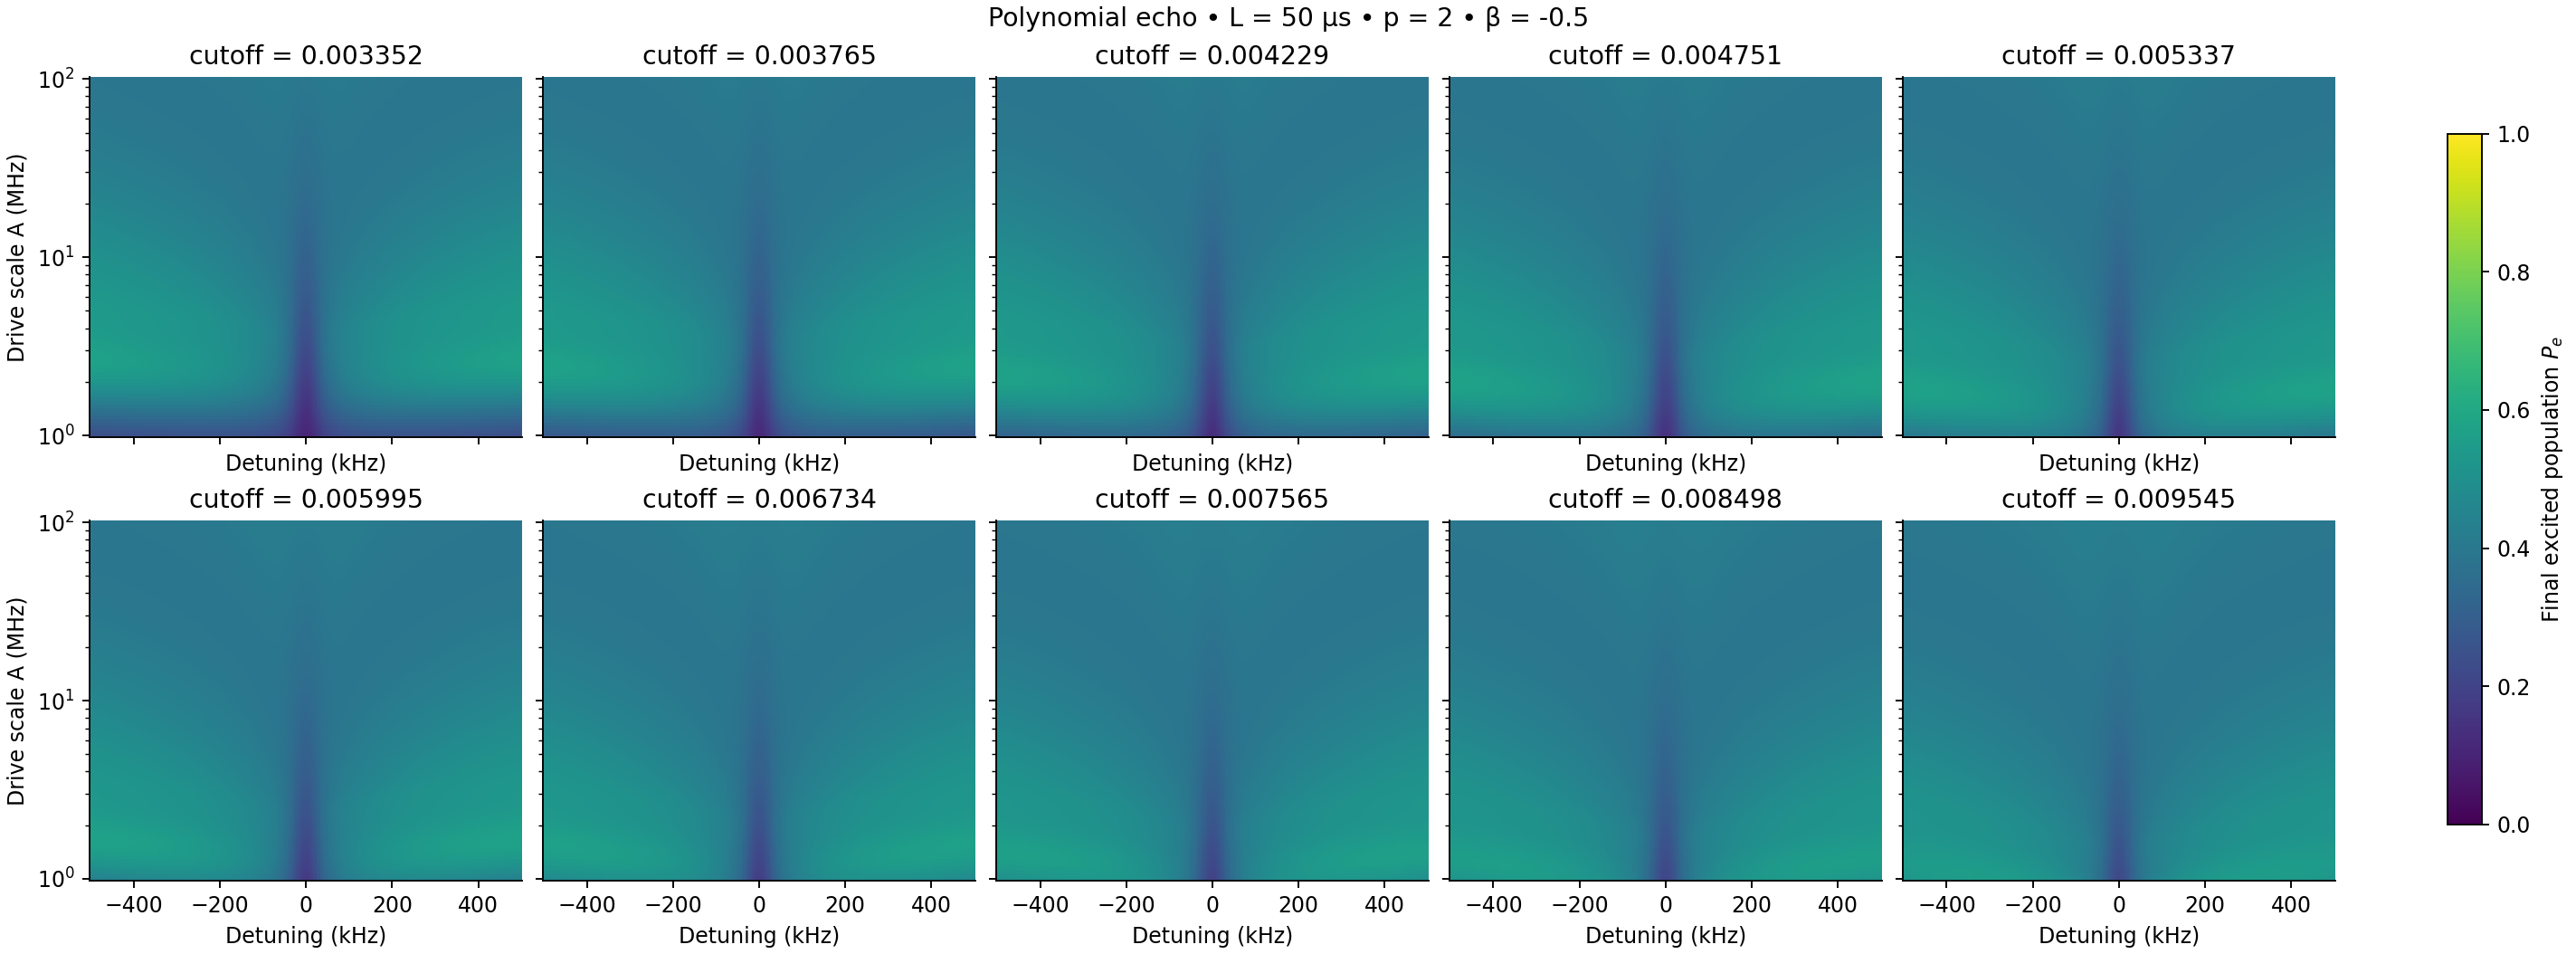 Polynomial echo • L = 50 μs • p = 2 • β = -0.5
cutoff = 0.003352
cutoff = 0.003765
cutoff = 0.004229
cutoff = 0.004751
cutoff = 0.005337
Drive scale A (MHz)
10²
10¹
10⁰
Detuning (kHz)
Detuning (kHz)
Detuning (kHz)
Detuning (kHz)
Detuning (kHz)
cutoff = 0.005995
cutoff = 0.006734
cutoff = 0.007565
cutoff = 0.008498
cutoff = 0.009545
Drive scale A (MHz)
10²
10¹
10⁰
−400 −200 0 200 400
−400 −200 0 200 400
−400 −200 0 200 400
−400 −200 0 200 400
−400 −200 0 200 400
Detuning (kHz)
Detuning (kHz)
Detuning (kHz)
Detuning (kHz)
Detuning (kHz)
1.0
0.8
0.6
0.4
0.2
0.0
Final excited population Pₑ